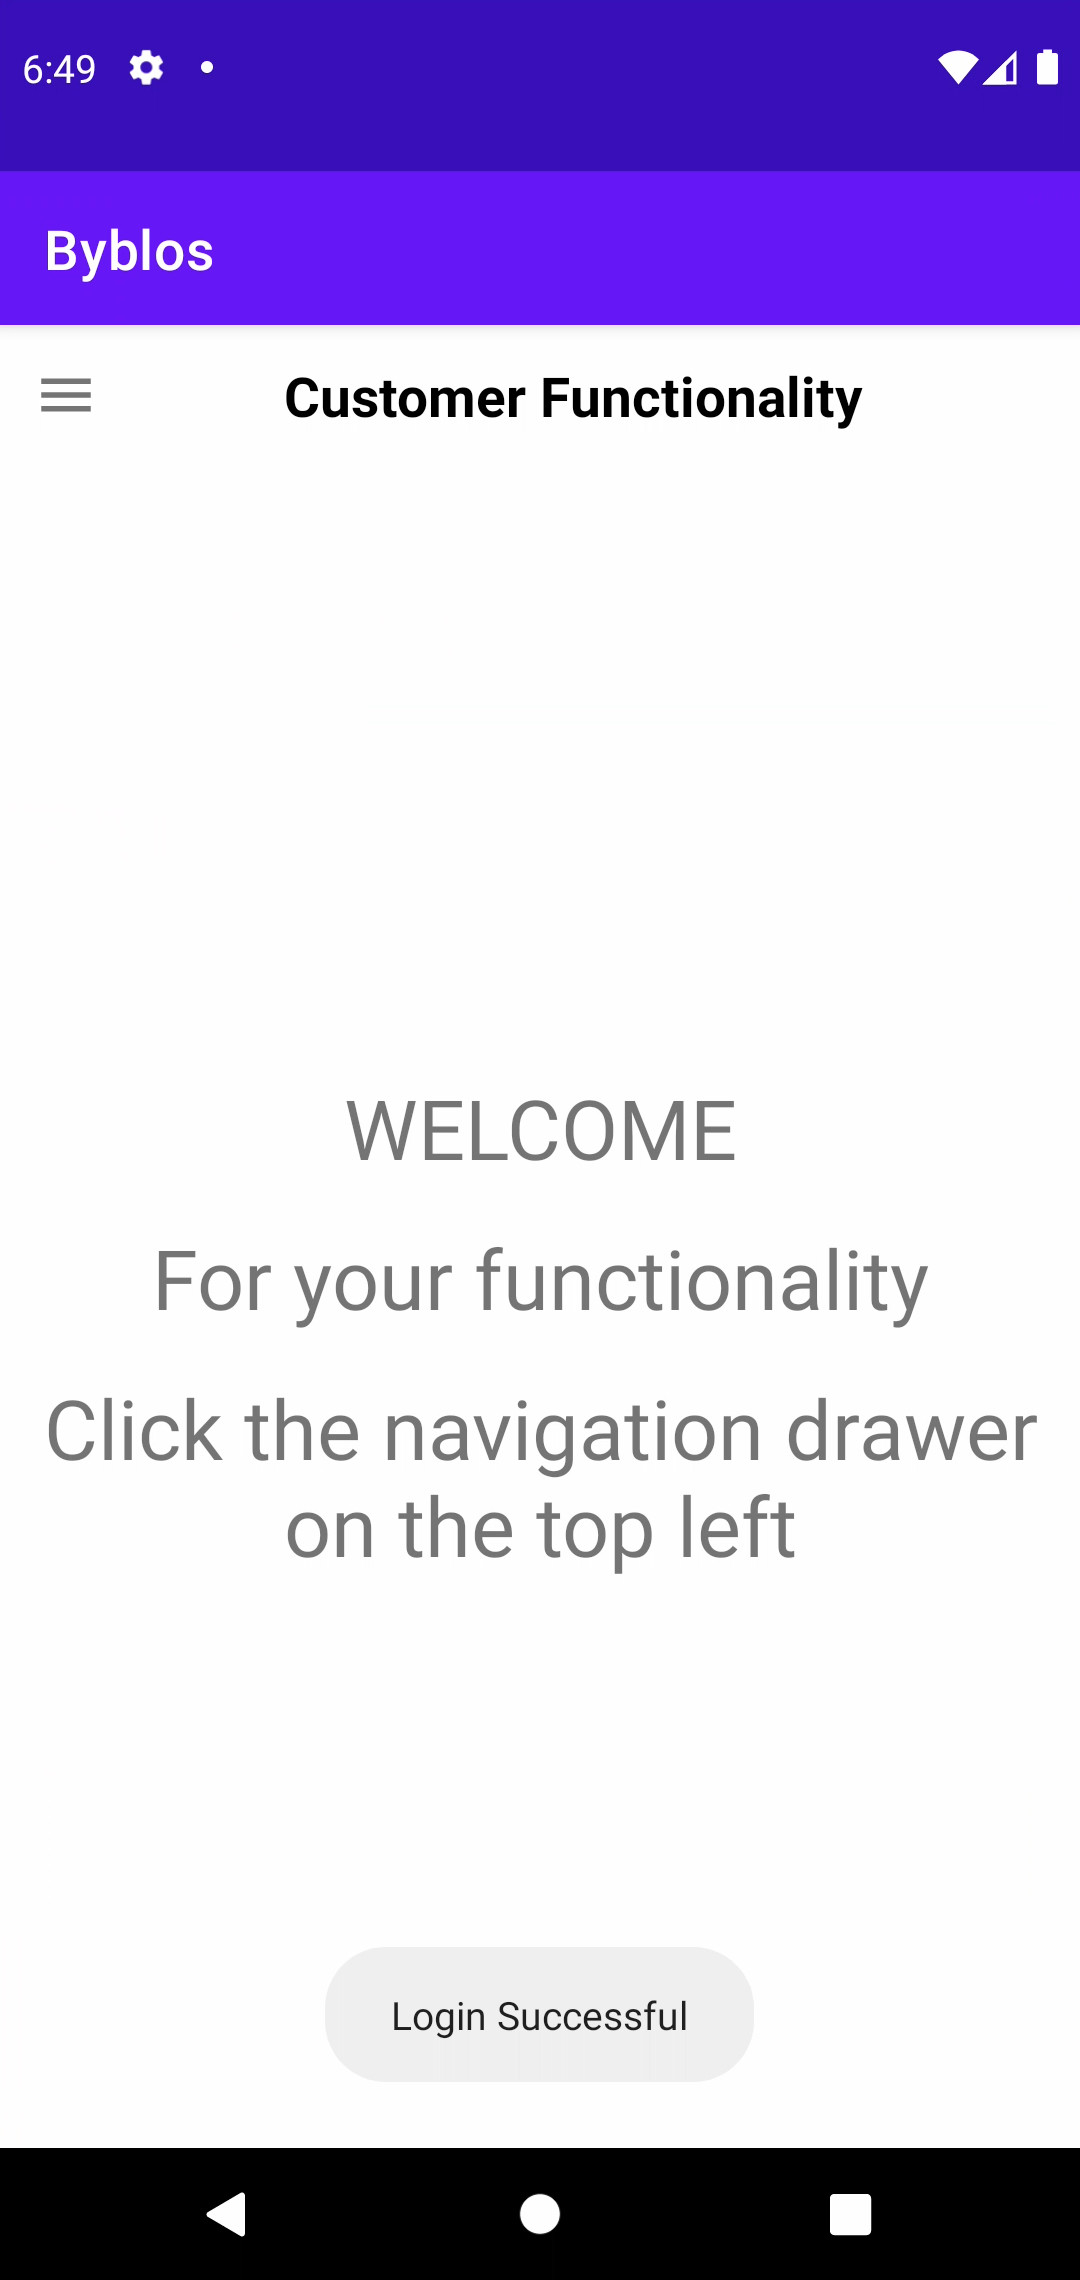 6:49
Byblos
Customer Functionality
WELCOME
For your functionality
Click the navigation drawer
on the top left
Login Successful